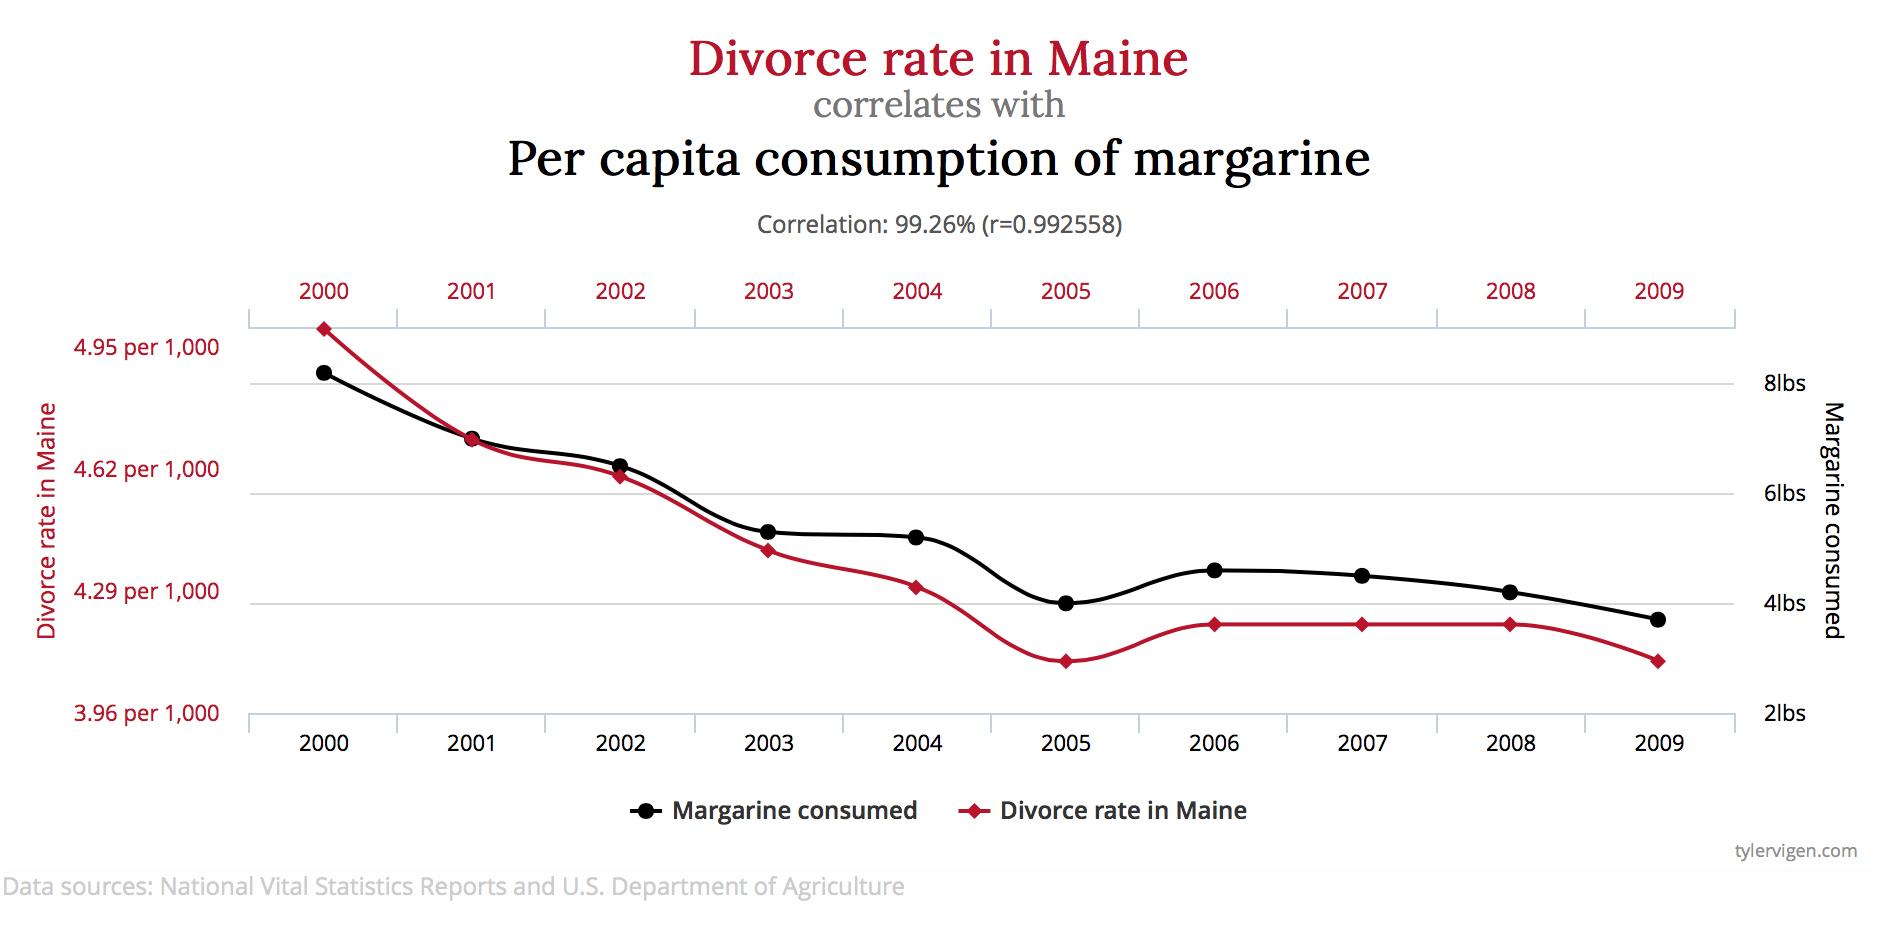 Divorce rate in Maine
correlates with
Per capita consumption of margarine
Correlation: 99.26% (r=0.992558)
2000 2001 2002 2003 2004 2005 2006 2007 2008 2009
Divorce rate in Maine
4.95 per 1,000
4.62 per 1,000
4.29 per 1,000
3.96 per 1,000
8lbs
6lbs
4lbs
2lbs
Margarine consumed
2000 2001 2002 2003 2004 2005 2006 2007 2008 2009
Margarine consumed Divorce rate in Maine
tylervigen.com
Data sources: National Vital Statistics Reports and U.S. Department of Agriculture